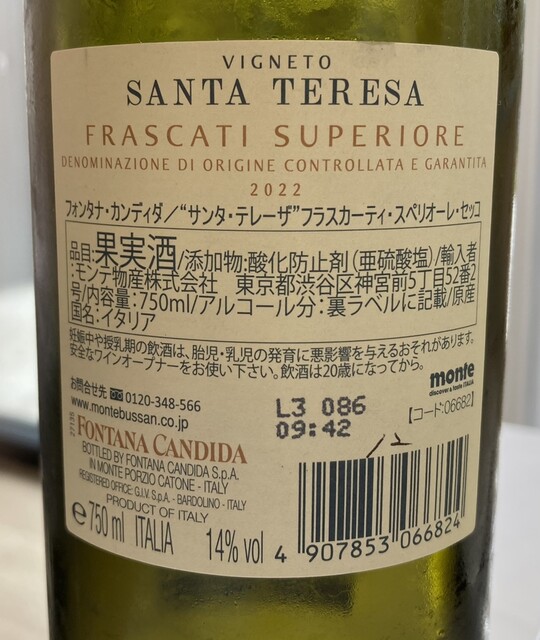 VIGNETO
SANTA TERESA
FRASCATI SUPERIORE
DENOMINAZIONE DI ORIGINE CONTROLLATA E GARANTITA
2022
フォンタナ・カンディダ/“サンタ・テレーザ”フラスカーティ・スペリオーレ・セッコ
品目:果実酒/添加物:酸化防止剤(亜硫酸塩)/輸入者
:モンテ物産株式会社 東京都渋谷区神宮前5丁目52番2
号/内容量:750ml/アルコール分:裏ラベルに記載/原産
国名:イタリア
妊娠中や授乳期の飲酒は、胎児・乳児の発育に悪影響を与えるおそれがあります。
安全なワインオープナーをお使い下さい。飲酒は20歳になってから。
monte
discover & taste ITALIA
お問合せ先 0120-348-566
www.montebussan.co.jp
【コード:06682】
L3 086
09:42
27135
FONTANA CANDIDA
BOTTLED BY FONTANA CANDIDA S.p.A.
IN MONTE PORZIO CATONE - ITALY
REGISTERED OFFICE: G.I.V. S.p.A. - BARDOLINO - ITALY
PRODUCT OF ITALY
e 750 ml ITALIA 14% vol
12
4 907853 066824